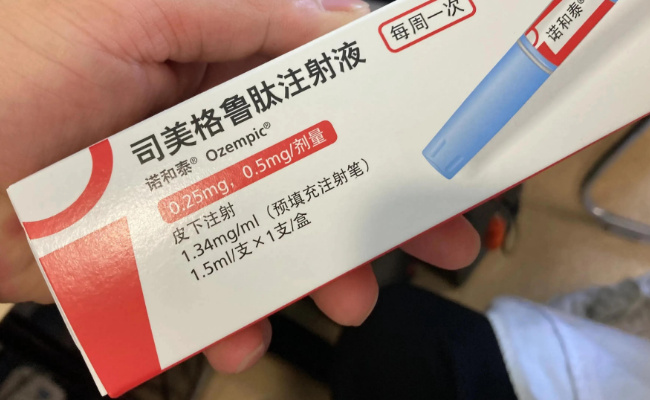 每周一次
诺和泰
司美格鲁肽注射液
诺和泰® Ozempic®
0.25mg, 0.5mg/剂量
皮下注射
1.34mg/ml（预填充注射笔）
1.5ml/支×1支/盒